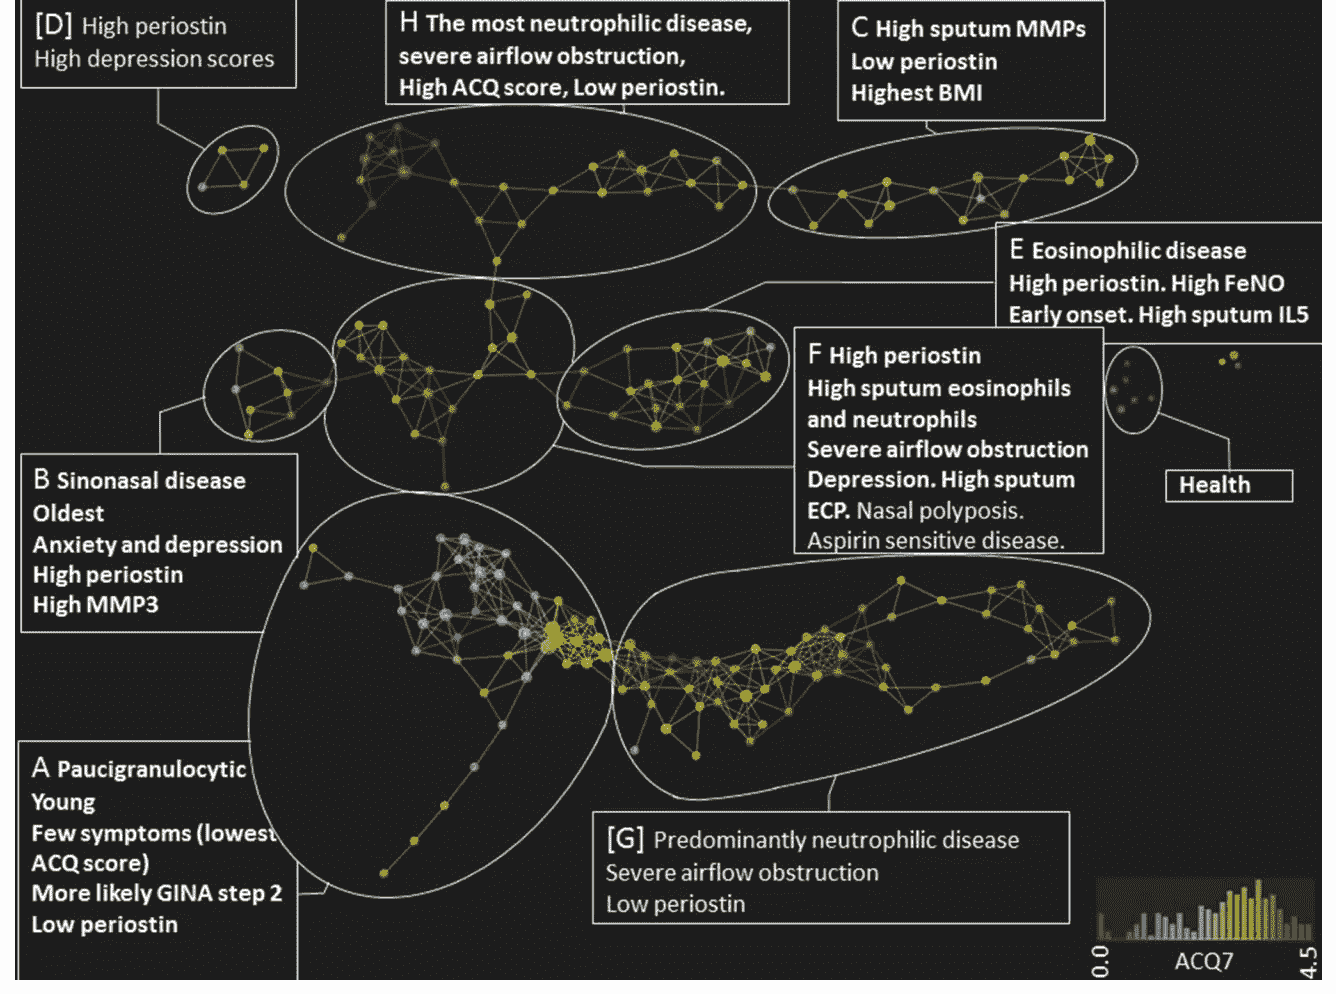 [D] High periostin
High depression scores
H The most neutrophilic disease,
severe airflow obstruction,
High ACQ score, Low periostin.
C High sputum MMPs
Low periostin
Highest BMI
E Eosinophilic disease
High periostin. High FeNO
Early onset. High sputum IL5
F High periostin
High sputum eosinophils
and neutrophils
Severe airflow obstruction
Depression. High sputum
ECP. Nasal polyposis.
Aspirin sensitive disease.
Health
B Sinonasal disease
Oldest
Anxiety and depression
High periostin
High MMP3
A Paucigranulocytic
Young
Few symptoms (lowest
ACQ score)
More likely GINA step 2
Low periostin
[G] Predominantly neutrophilic disease
Severe airflow obstruction
Low periostin
0.0
ACQ7
4.5